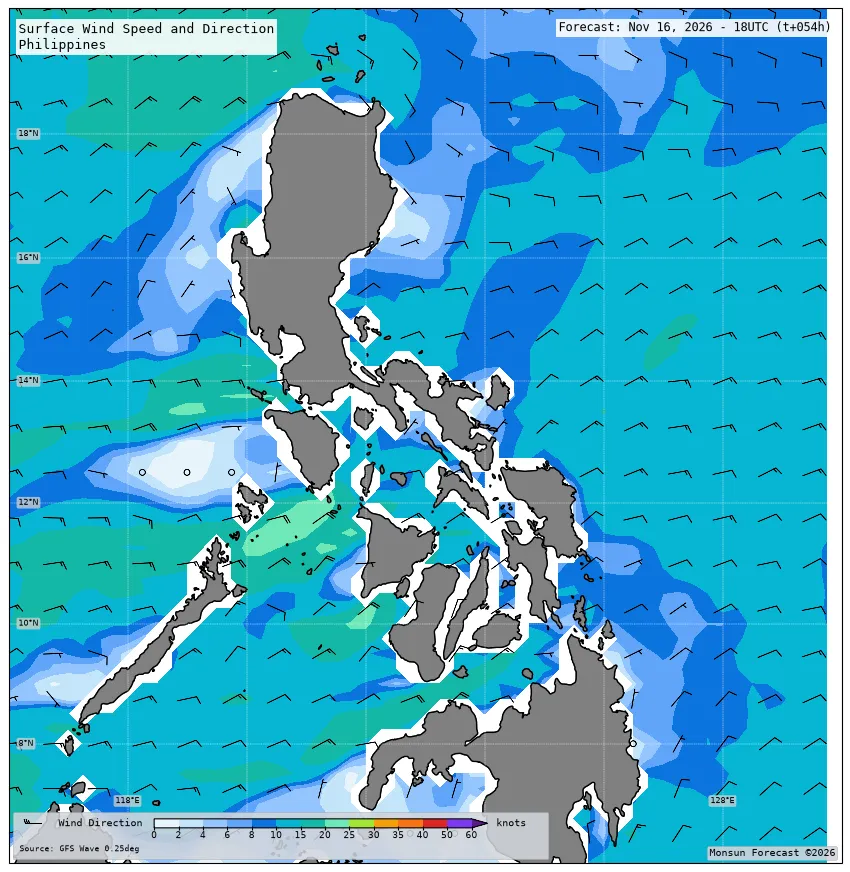 Surface Wind Speed and Direction
Philippines
Forecast: Nov 16, 2026 - 18UTC (t+054h)
18°N
16°N
14°N
12°N
10°N
8°N
118°E
128°E
Wind Direction
0 2 4 6 8 10 15 20 25 30 35 40 50 60
knots
Source: GFS Wave 0.25deg
Monsun Forecast ©2026